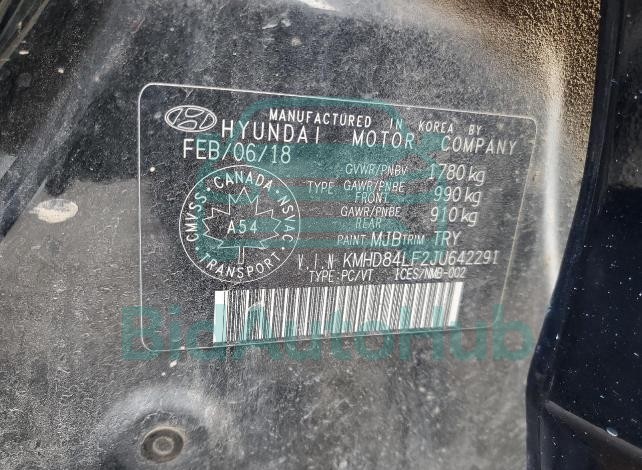 MANUFACTURED IN KOREA BY
HYUNDAI MOTOR COMPANY
FEB/06/18
GVWR/PNBV 1780 kg
TYPE GAWR/PNBE FRONT 990 kg
GAWR/PNBE REAR 910 kg
CANADA
CMVSS NSVAC
A54
TRANSPORT
PAINT MJB TRIM TRY
V.I.N KMHD84LF2JU642291
TYPE:PC/VT ICES/NMB-002
BidAutoHub